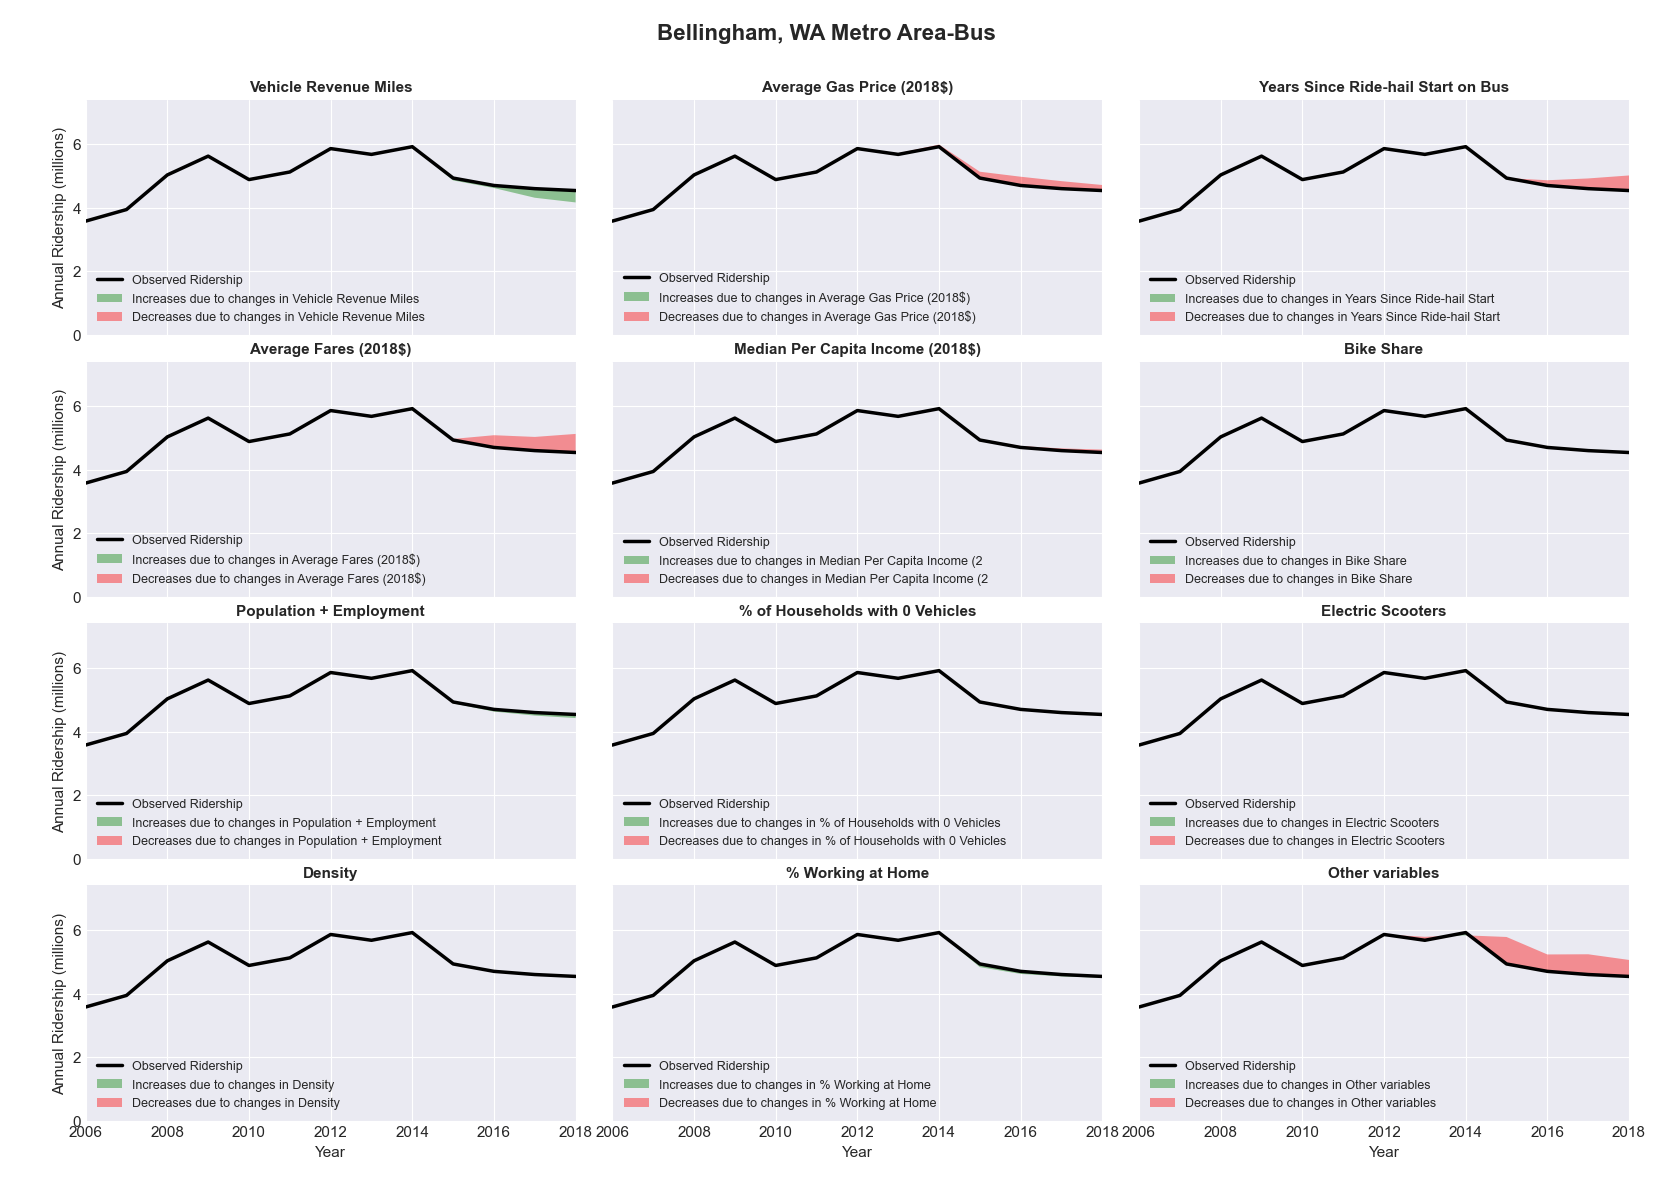 Bellingham, WA Metro Area-Bus
Vehicle Revenue Miles
Annual Ridership (millions)
6
4
2
0
Observed Ridership
Increases due to changes in Vehicle Revenue Miles
Decreases due to changes in Vehicle Revenue Miles
Average Gas Price (2018$)
Observed Ridership
Increases due to changes in Average Gas Price (2018$)
Decreases due to changes in Average Gas Price (2018$)
Years Since Ride-hail Start on Bus
Observed Ridership
Increases due to changes in Years Since Ride-hail Start
Decreases due to changes in Years Since Ride-hail Start
Average Fares (2018$)
Annual Ridership (millions)
6
4
2
0
Observed Ridership
Increases due to changes in Average Fares (2018$)
Decreases due to changes in Average Fares (2018$)
Median Per Capita Income (2018$)
Observed Ridership
Increases due to changes in Median Per Capita Income (2
Decreases due to changes in Median Per Capita Income (2
Bike Share
Observed Ridership
Increases due to changes in Bike Share
Decreases due to changes in Bike Share
Population + Employment
Annual Ridership (millions)
6
4
2
0
Observed Ridership
Increases due to changes in Population + Employment
Decreases due to changes in Population + Employment
% of Households with 0 Vehicles
Observed Ridership
Increases due to changes in % of Households with 0 Vehicles
Decreases due to changes in % of Households with 0 Vehicles
Electric Scooters
Observed Ridership
Increases due to changes in Electric Scooters
Decreases due to changes in Electric Scooters
Density
Annual Ridership (millions)
6
4
2
0
Observed Ridership
Increases due to changes in Density
Decreases due to changes in Density
2006 2008 2010 2012 2014 2016 2018
Year
% Working at Home
Observed Ridership
Increases due to changes in % Working at Home
Decreases due to changes in % Working at Home
2006 2008 2010 2012 2014 2016 2018
Year
Other variables
Observed Ridership
Increases due to changes in Other variables
Decreases due to changes in Other variables
2006 2008 2010 2012 2014 2016 2018
Year